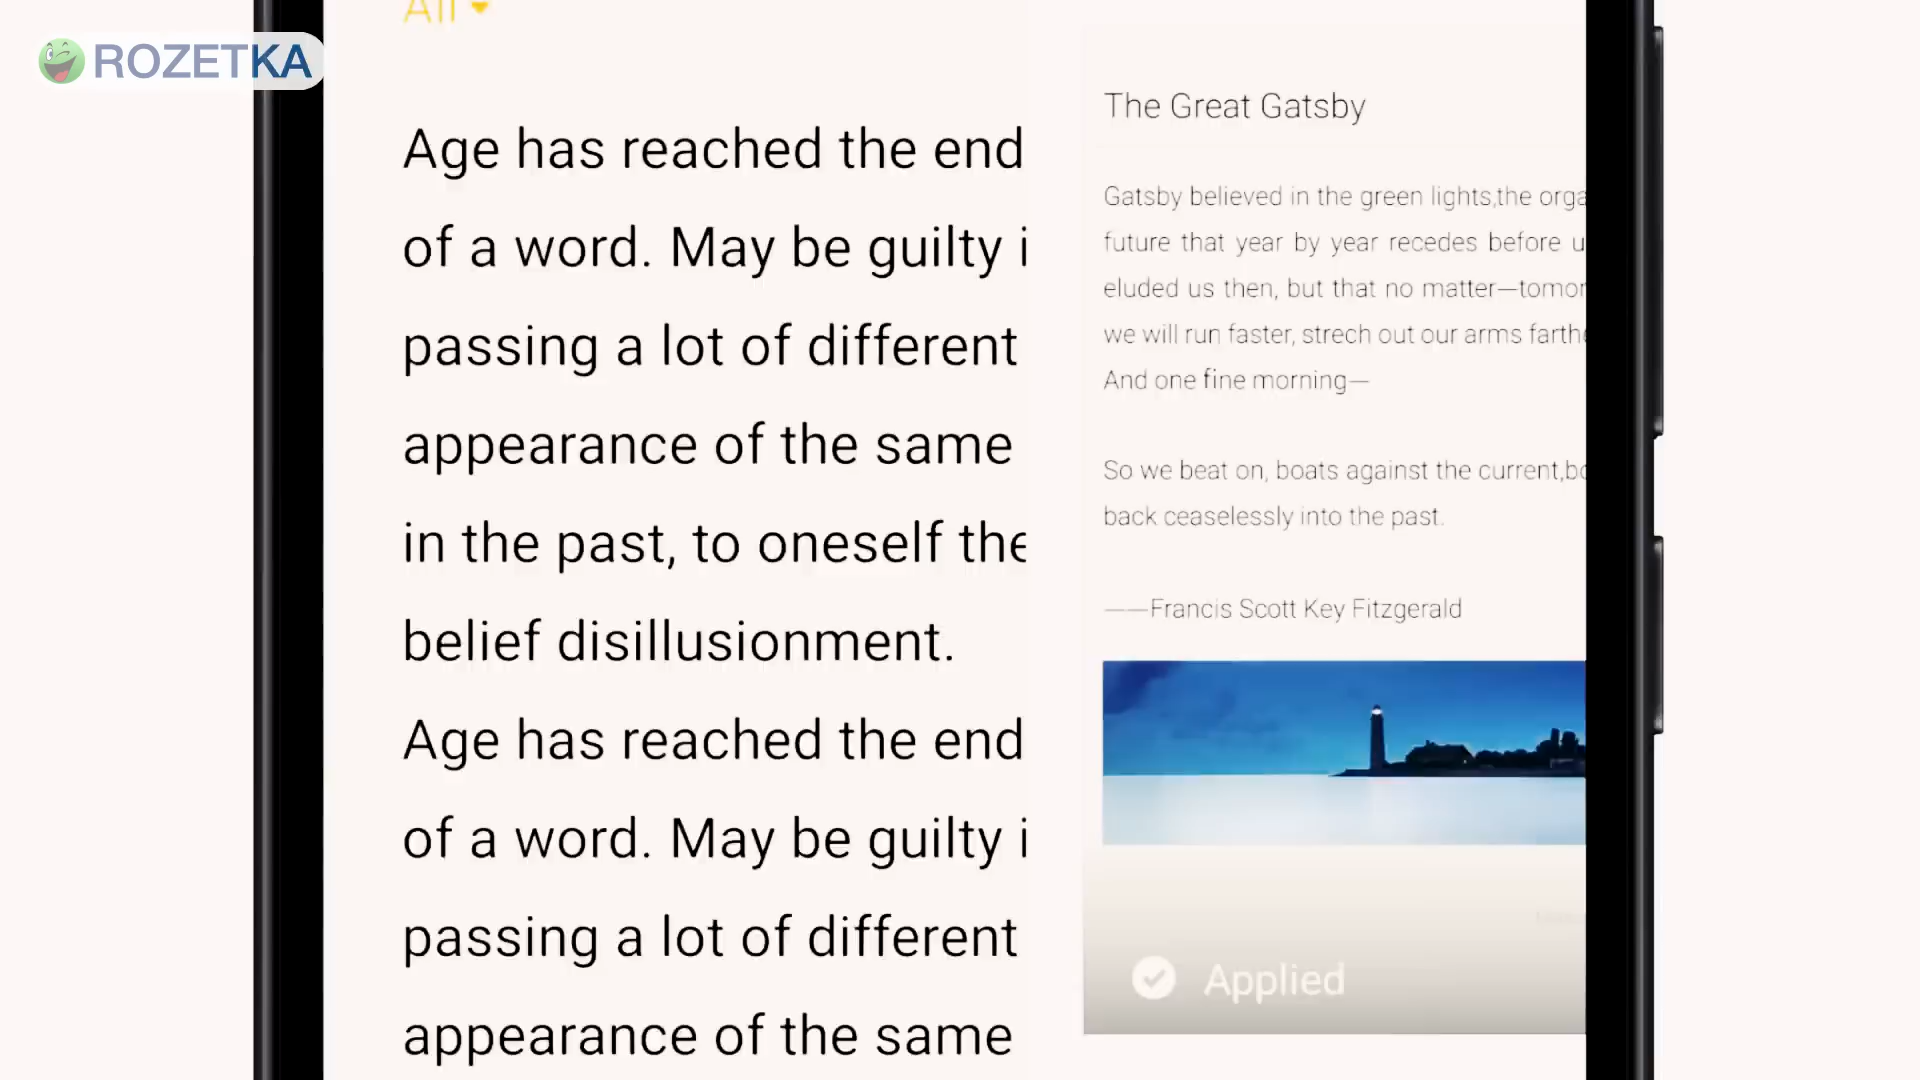 All
ROZETKA
Age has reached the end
of a word. May be guilty i
passing a lot of different
appearance of the same
in the past, to oneself the
belief disillusionment.
Age has reached the end
of a word. May be guilty i
passing a lot of different
appearance of the same
The Great Gatsby
Gatsby believed in the green lights,the orga
future that year by year recedes before u
eluded us then, but that no matter—tomor
we will run faster, strech out our arms farthe
And one fine morning—
So we beat on, boats against the current,bo
back ceaselessly into the past.
——Francis Scott Key Fitzgerald
Applied